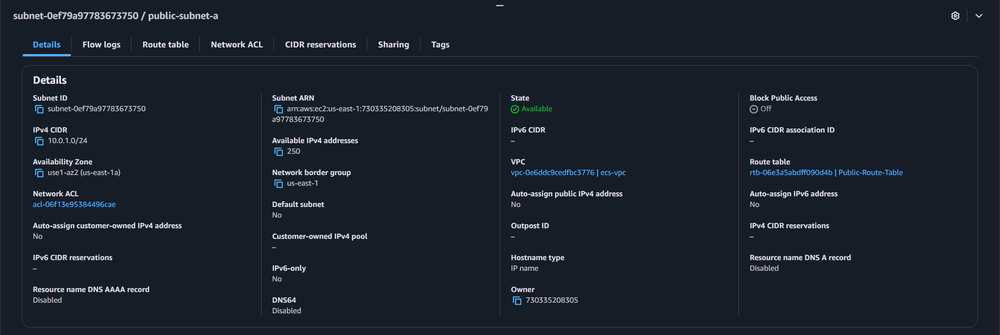 subnet-0ef79a97783673750 / public-subnet-a
Details
Flow logs
Route table
Network ACL
CIDR reservations
Sharing
Tags
Details
Subnet ID
subnet-0ef79a97783673750
IPv4 CIDR
10.0.1.0/24
Availability Zone
use1-az2 (us-east-1a)
Network ACL
acl-06f13e95384496cae
Auto-assign customer-owned IPv4 address
No
IPv6 CIDR reservations
–
Resource name DNS AAAA record
Disabled
Subnet ARN
arn:aws:ec2:us-east-1:730335208305:subnet/subnet-0ef79
a97783673750
Available IPv4 addresses
250
Network border group
us-east-1
Default subnet
No
Customer-owned IPv4 pool
–
IPv6-only
No
DNS64
Disabled
State
Available
IPv6 CIDR
–
VPC
vpc-0e6ddc9cedfbc3776 | ecs-vpc
Auto-assign public IPv4 address
No
Outpost ID
–
Hostname type
IP name
Owner
730335208305
Block Public Access
Off
IPv6 CIDR association ID
–
Route table
rtb-06e3a5abdff090d4b | Public-Route-Table
Auto-assign IPv6 address
No
IPv4 CIDR reservations
–
Resource name DNS A record
Disabled